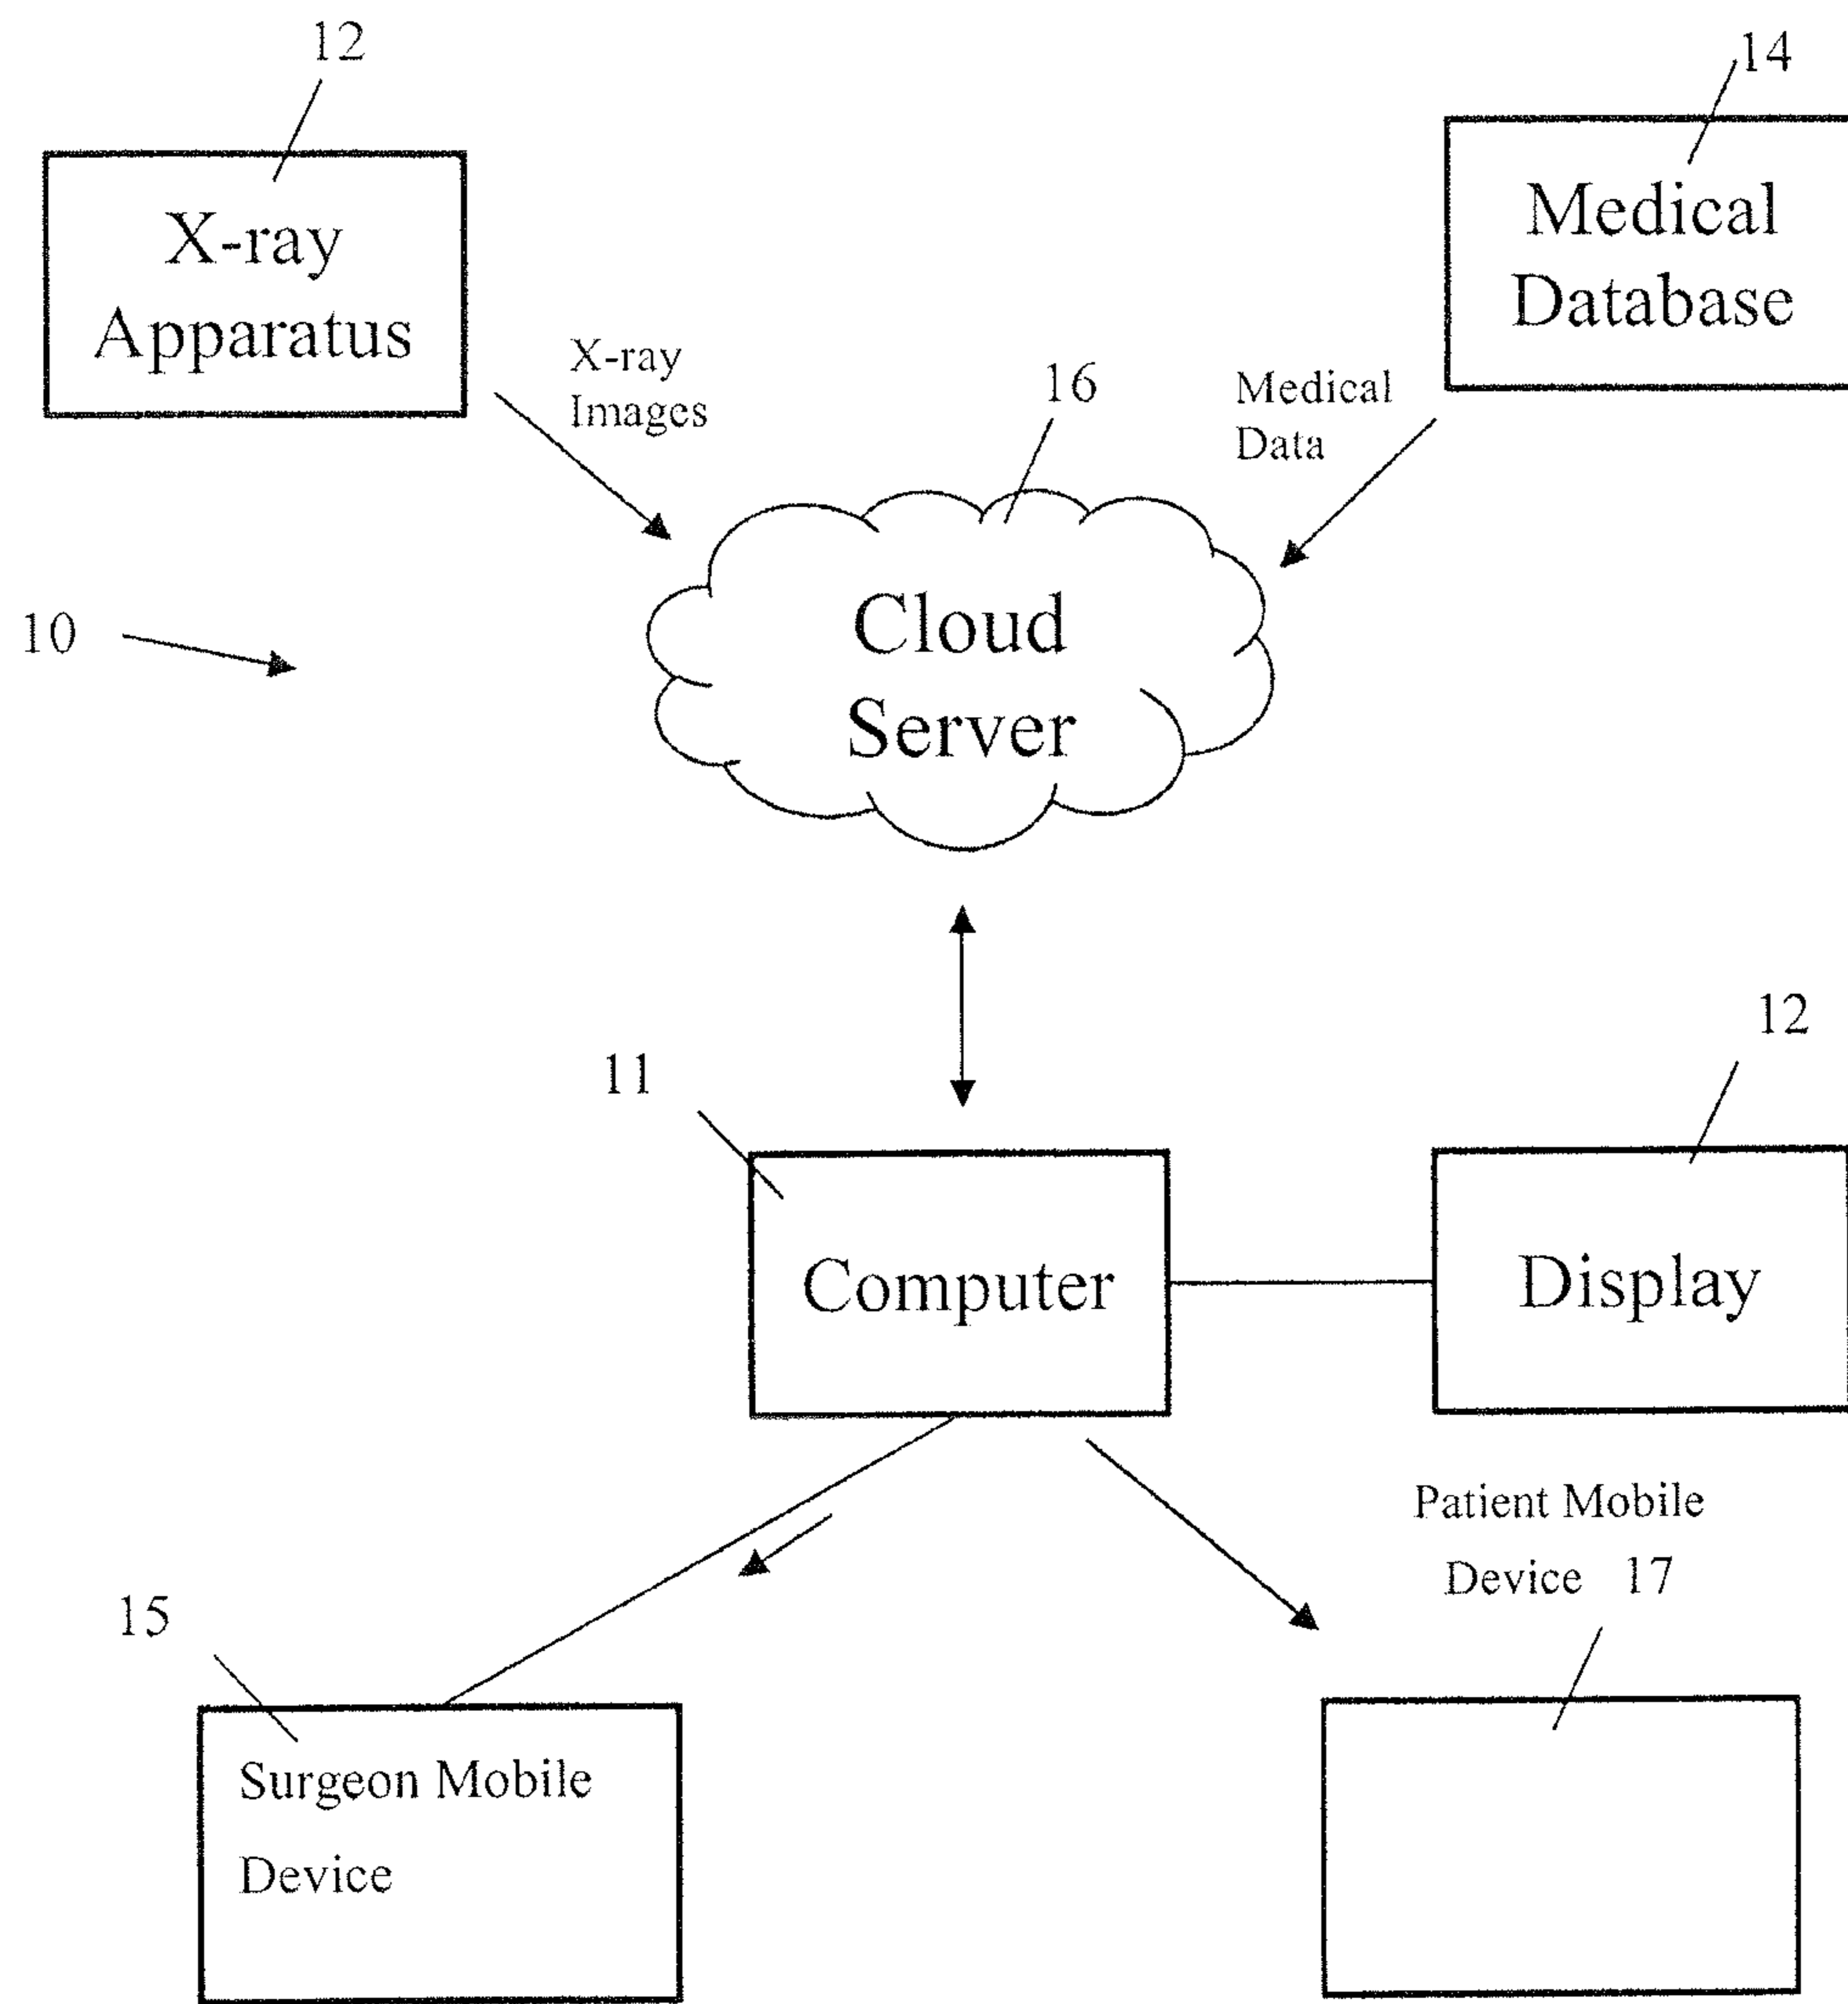 12
14
X-ray
Apparatus
Medical
Database
X-ray
Images
16
Medical
Data
10
Cloud
Server
11
12
Computer
Display
Patient Mobile
Device 17
15
Surgeon Mobile
Device